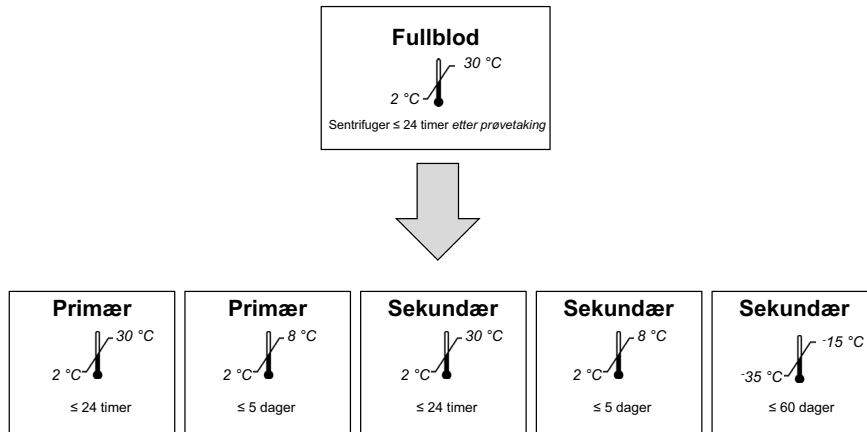 Fullblod
30 °C
2 °C
Sentrifuger ≤ 24 timer etter prøvetaking
Primær
30 °C
2 °C
≤ 24 timer
Primær
8 °C
2 °C
≤ 5 dager
Sekundær
30 °C
2 °C
≤ 24 timer
Sekundær
8 °C
2 °C
≤ 5 dager
Sekundær
-15 °C
-35 °C
≤ 60 dager